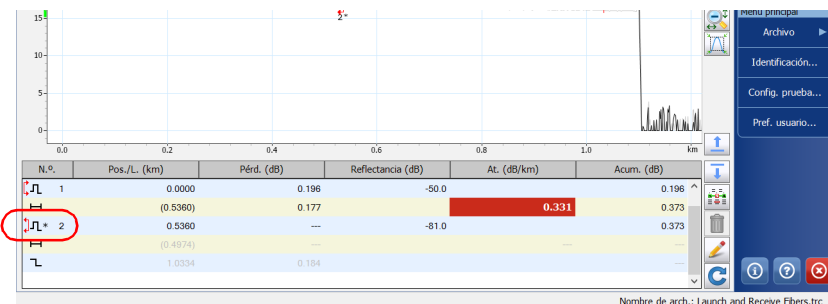 Menú principal
15
2*
Archivo
10
Identificación...
5
Config. prueba...
0
Pref. usuario...
0.0 0.2 0.4 0.6 0.8 1.0 km
N.º. Pos./L. (km) Pérd. (dB) Reflectancia (dB) At. (dB/km) Acum. (dB)
1 0.0000 0.196 -50.0 0.196
(0.5360) 0.177 0.331 0.373
* 2 0.5360 --- -81.0 0.373
(0.4974) --- --- ---
1.0334 0.184 ---
Nombre de arch.: Launch and Receive Fibers.trc